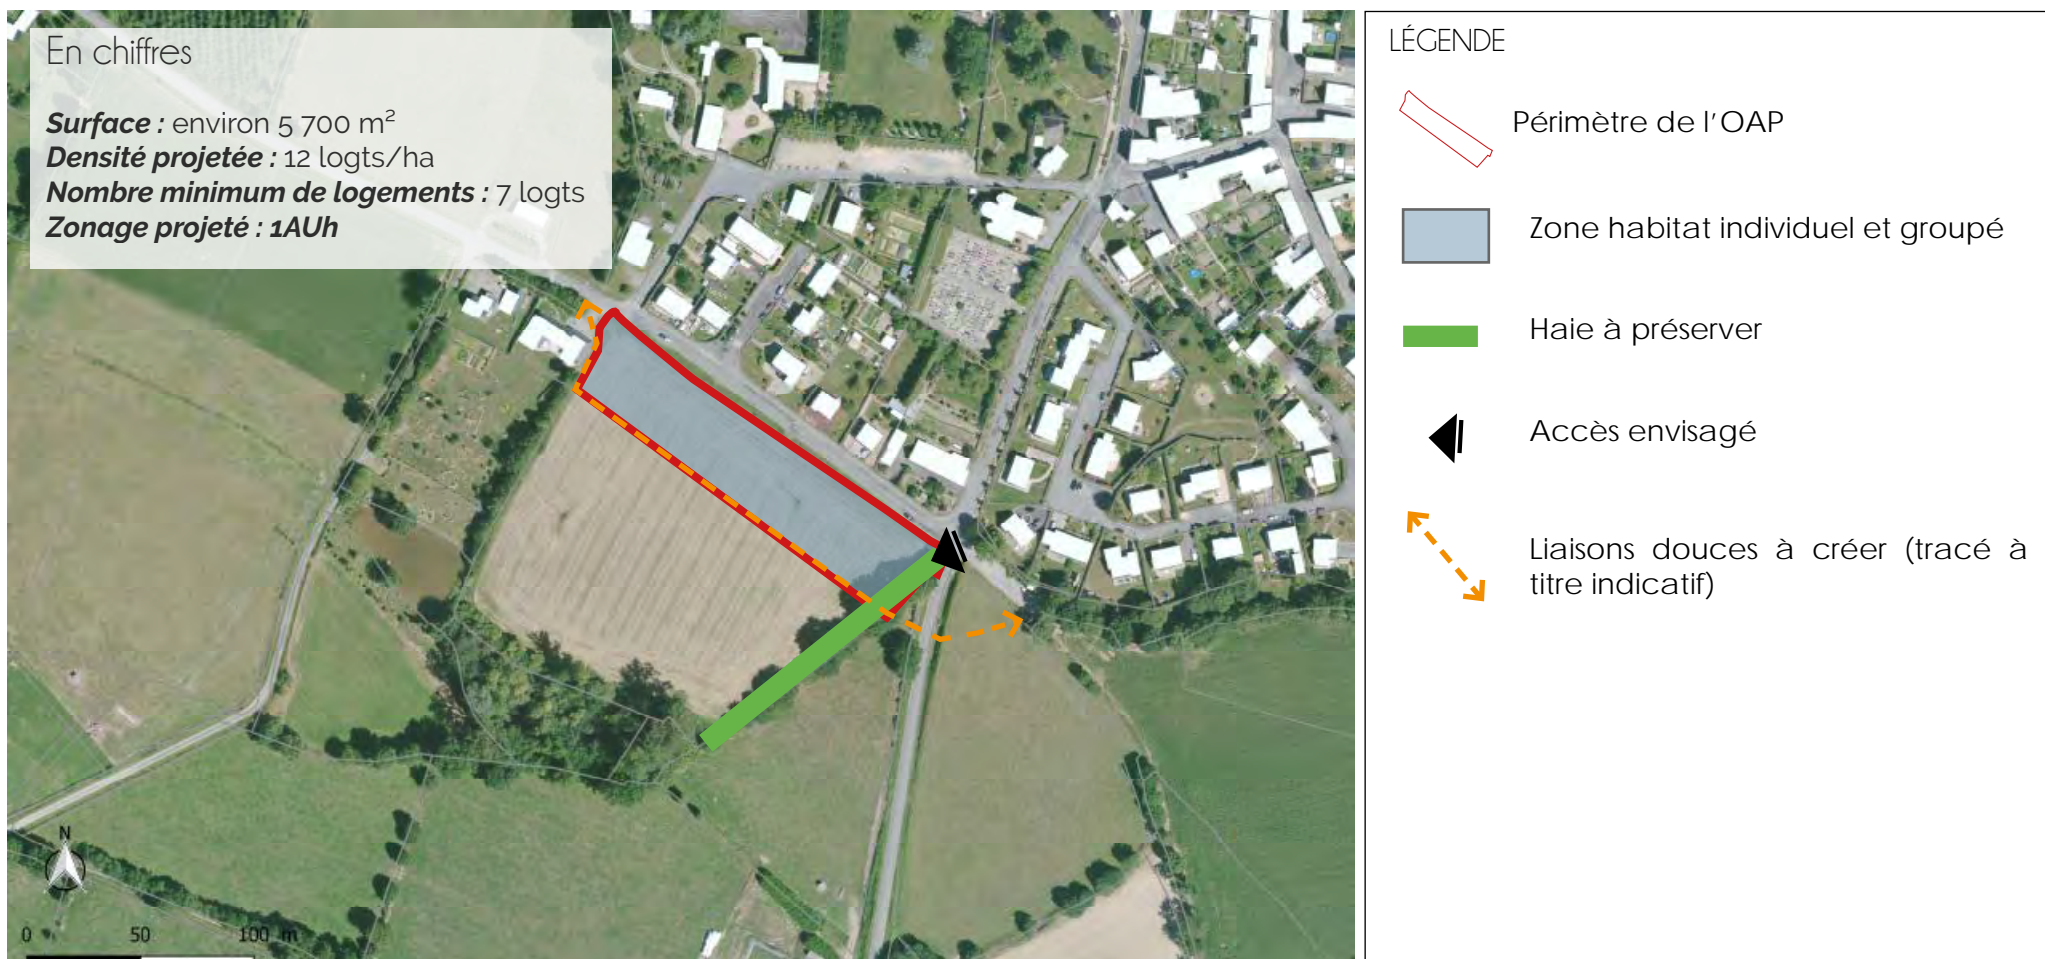 En chiffres
Surface : environ 5 700 m²
Densité projetée : 12 logts/ha
Nombre minimum de logements : 7 logts
Zonage projeté : 1AUh
N
0 50 100 m
LÉGENDE
Périmètre de l'OAP
Zone habitat individuel et groupé
Haie à préserver
Accès envisagé
Liaisons douces à créer (tracé à
titre indicatif)